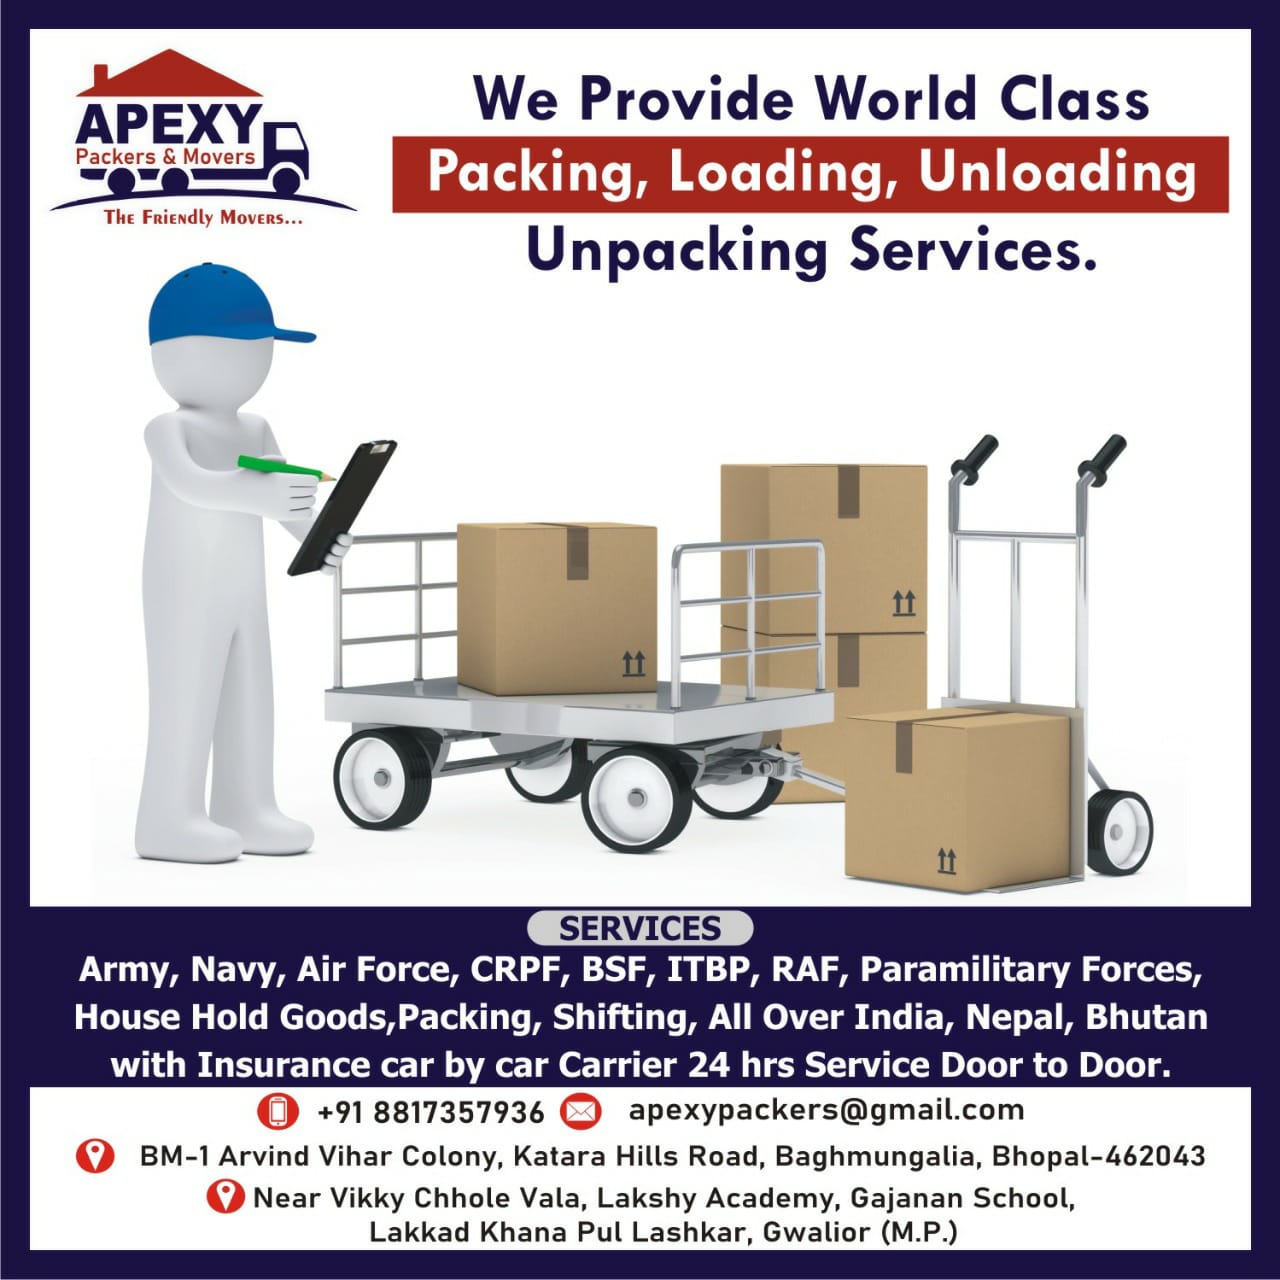 APEXY
Packers & Movers
The Friendly Movers...
We Provide World Class
Packing, Loading, Unloading
Unpacking Services.
SERVICES
Army, Navy, Air Force, CRPF, BSF, ITBP, RAF, Paramilitary Forces,
House Hold Goods,Packing, Shifting, All Over India, Nepal, Bhutan
with Insurance car by car Carrier 24 hrs Service Door to Door.
+91 8817357936 apexypackers@gmail.com
BM-1 Arvind Vihar Colony, Katara Hills Road, Baghmungalia, Bhopal-462043
Near Vikky Chhole Vala, Lakshy Academy, Gajanan School,
Lakkad Khana Pul Lashkar, Gwalior (M.P.)